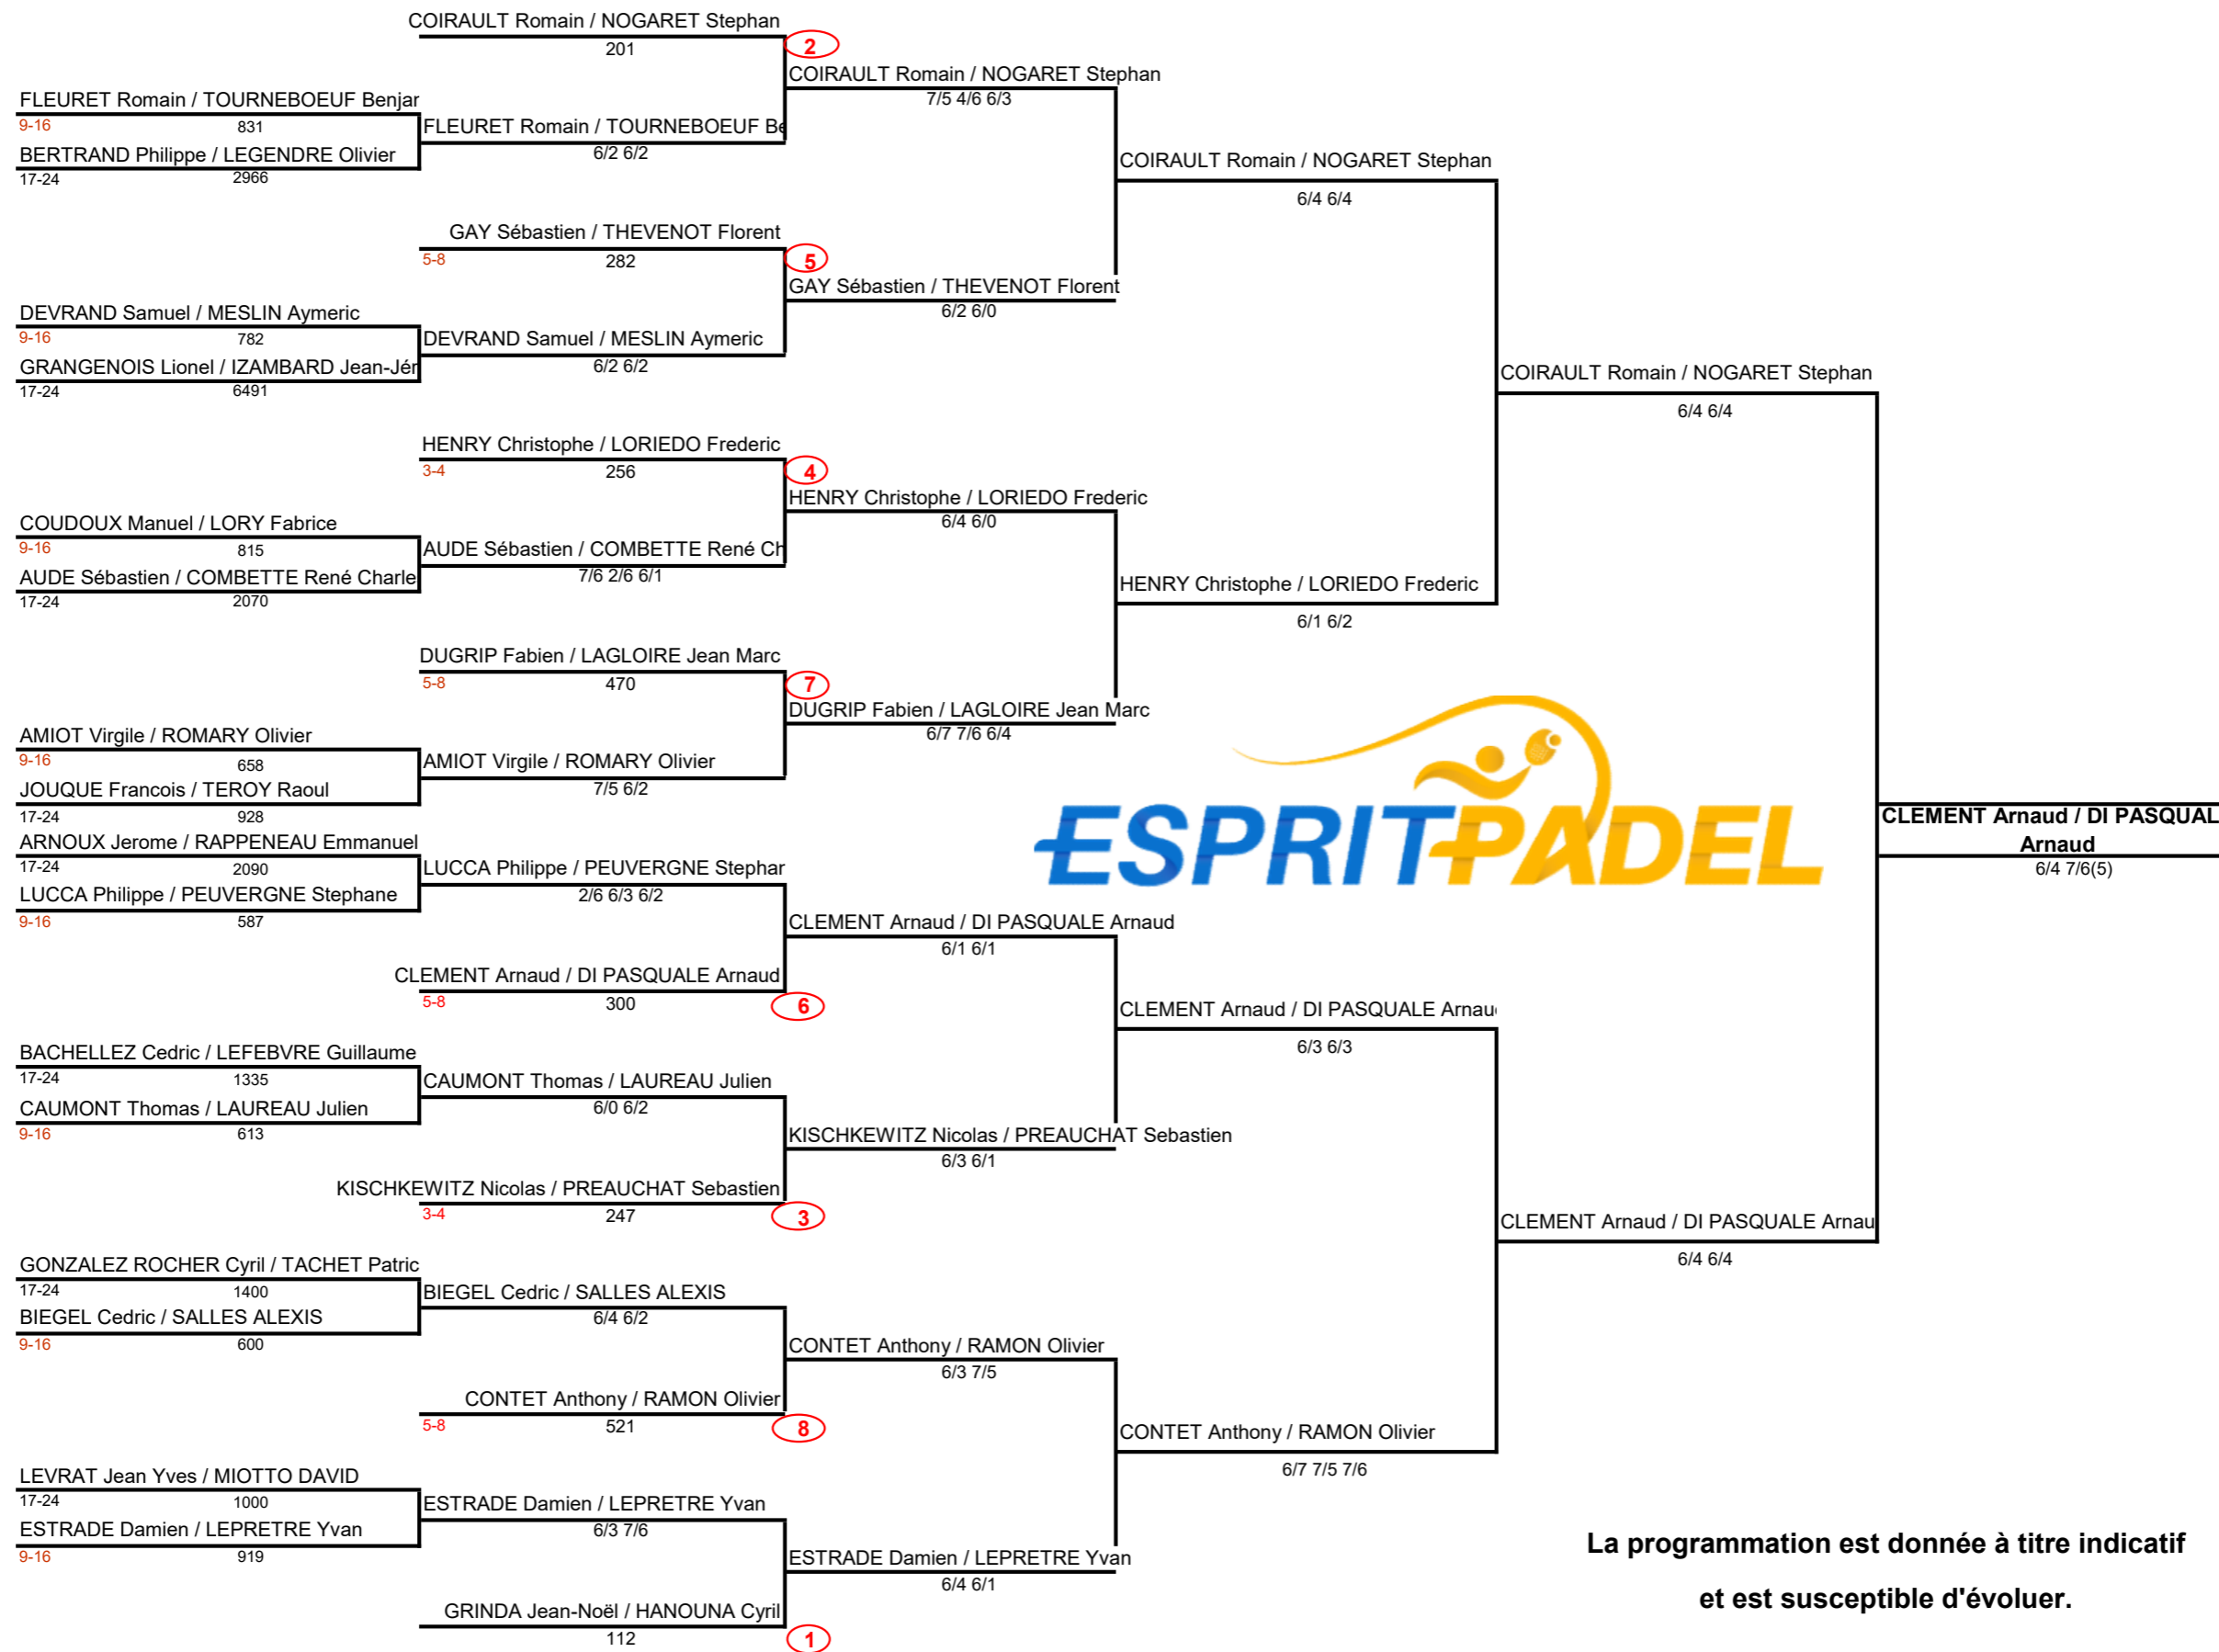 COIRAULT Romain / NOGARET Stephan
201
2
COIRAULT Romain / NOGARET Stephan
7/5 4/6 6/3
FLEURET Romain / TOURNEBOEUF Benjar
9-16 831
FLEURET Romain / TOURNEBOEUF Be
6/2 6/2
BERTRAND Philippe / LEGENDRE Olivier
17-24 2966
COIRAULT Romain / NOGARET Stephan
6/4 6/4
GAY Sébastien / THEVENOT Florent
5-8 282
5
GAY Sébastien / THEVENOT Florent
6/2 6/0
DEVRAND Samuel / MESLIN Aymeric
9-16 782
DEVRAND Samuel / MESLIN Aymeric
6/2 6/2
GRANGENOIS Lionel / IZAMBARD Jean-Jér
17-24 6491
COIRAULT Romain / NOGARET Stephan
6/4 6/4
HENRY Christophe / LORIEDO Frederic
3-4 256
4
HENRY Christophe / LORIEDO Frederic
6/4 6/0
COUDOUX Manuel / LORY Fabrice
9-16 815
AUDE Sébastien / COMBETTE René Ch
7/6 2/6 6/1
AUDE Sébastien / COMBETTE René Charle
17-24 2070
HENRY Christophe / LORIEDO Frederic
6/1 6/2
DUGRIP Fabien / LAGLOIRE Jean Marc
5-8 470
7
DUGRIP Fabien / LAGLOIRE Jean Marc
6/7 7/6 6/4
AMIOT Virgile / ROMARY Olivier
9-16 658
AMIOT Virgile / ROMARY Olivier
7/5 6/2
JOUQUE Francois / TEROY Raoul
17-24 928
ESPRITPADEL
CLEMENT Arnaud / DI PASQUAL
Arnaud
6/4 7/6(5)
ARNOUX Jerome / RAPPENEAU Emmanuel
17-24 2090
LUCCA Philippe / PEUVERGNE Stephar
2/6 6/3 6/2
LUCCA Philippe / PEUVERGNE Stephane
9-16 587
CLEMENT Arnaud / DI PASQUALE Arnaud
6/1 6/1
CLEMENT Arnaud / DI PASQUALE Arnaud
5-8 300
6
CLEMENT Arnaud / DI PASQUALE Arnau
6/3 6/3
BACHELLEZ Cedric / LEFEBVRE Guillaume
17-24 1335
CAUMONT Thomas / LAUREAU Julien
6/0 6/2
CAUMONT Thomas / LAUREAU Julien
9-16 613
KISCHKEWITZ Nicolas / PREAUCHAT Sebastien
6/3 6/1
KISCHKEWITZ Nicolas / PREAUCHAT Sebastien
3-4 247
3
CLEMENT Arnaud / DI PASQUALE Arnau
6/4 6/4
GONZALEZ ROCHER Cyril / TACHET Patric
17-24 1400
BIEGEL Cedric / SALLES ALEXIS
6/4 6/2
BIEGEL Cedric / SALLES ALEXIS
9-16 600
CONTET Anthony / RAMON Olivier
6/3 7/5
CONTET Anthony / RAMON Olivier
5-8 521
8
CONTET Anthony / RAMON Olivier
6/7 7/5 7/6
LEVRAT Jean Yves / MIOTTO DAVID
17-24 1000
ESTRADE Damien / LEPRETRE Yvan
6/3 7/6
ESTRADE Damien / LEPRETRE Yvan
9-16 919
ESTRADE Damien / LEPRETRE Yvan
6/4 6/1
GRINDA Jean-Noël / HANOUNA Cyril
112
1
La programmation est donnée à titre indicatif
et est susceptible d'évoluer.